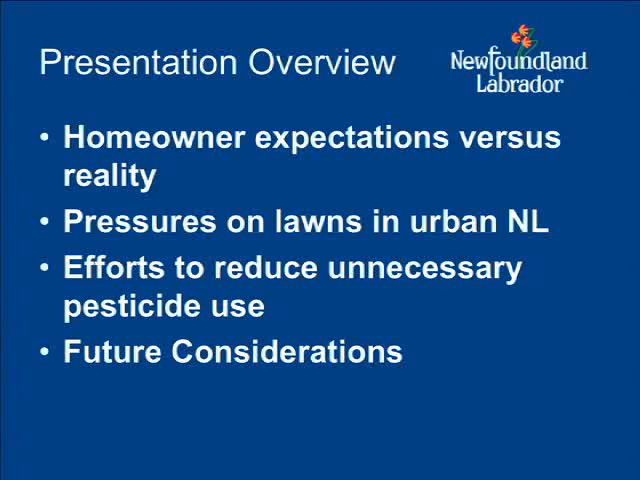 Presentation Overview
Newfoundland
Labrador
• Homeowner expectations versus
reality
• Pressures on lawns in urban NL
• Efforts to reduce unnecessary
pesticide use
• Future Considerations